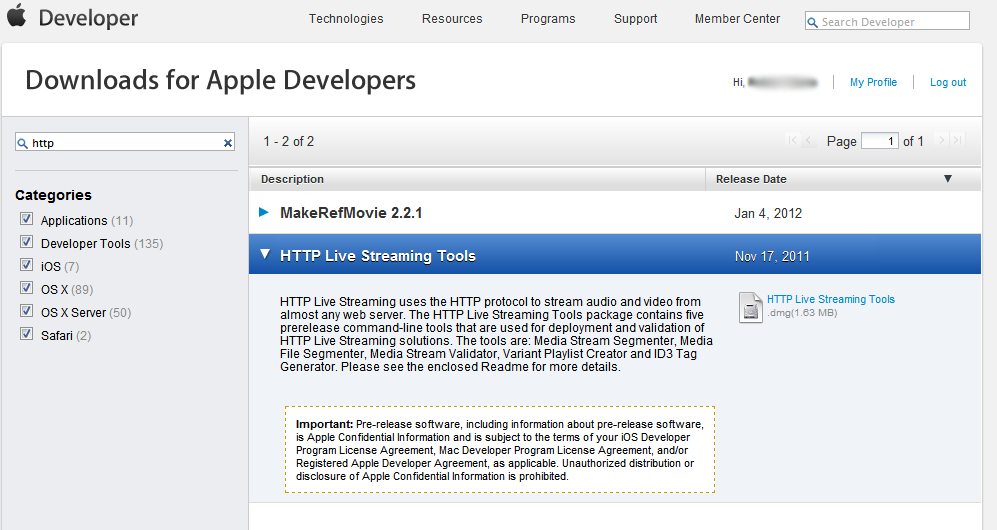 Developer
Technologies Resources Programs Support Member Center
Search Developer
Downloads for Apple Developers
Hi,
My Profile
Log out
http
1 - 2 of 2
Page 1 of 1
Categories
Applications (11)
Developer Tools (135)
iOS (7)
OS X (89)
OS X Server (50)
Safari (2)
Description Release Date
MakeRefMovie 2.2.1 Jan 4, 2012
HTTP Live Streaming Tools Nov 17, 2011
HTTP Live Streaming uses the HTTP protocol to stream audio and video from
almost any web server. The HTTP Live Streaming Tools package contains five
prerelease command-line tools that are used for deployment and validation of
HTTP Live Streaming solutions. The tools are: Media Stream Segmenter, Media
File Segmenter, Media Stream Validator, Variant Playlist Creator and ID3 Tag
Generator. Please see the enclosed Readme for more details.
HTTP Live Streaming Tools
.dmg(1.63 MB)
Important: Pre-release software, including information about pre-release software,
is Apple Confidential Information and is subject to the terms of your iOS Developer
Program License Agreement, Mac Developer Program License Agreement, and/or
Registered Apple Developer Agreement, as applicable. Unauthorized distribution or
disclosure of Apple Confidential Information is prohibited.